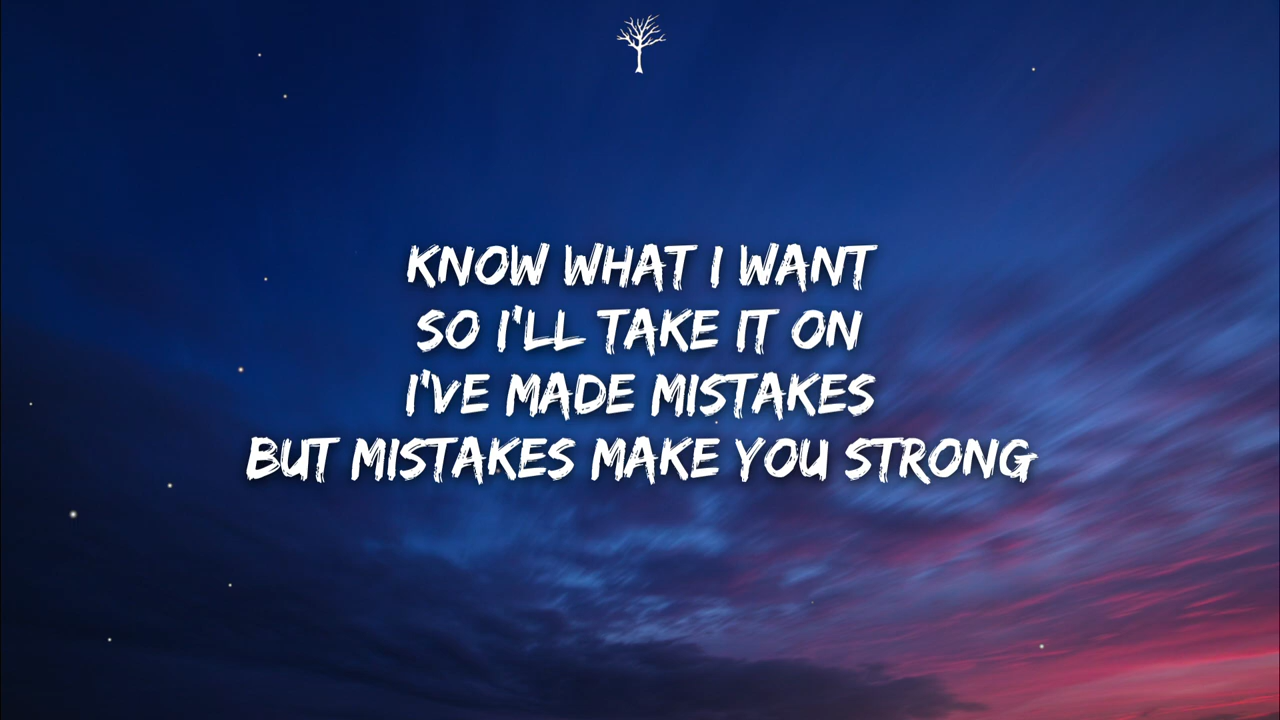 KNOW WHAT I WANT
SO I'LL TAKE IT ON
I'VE MADE MISTAKES
BUT MISTAKES MAKE YOU STRONG